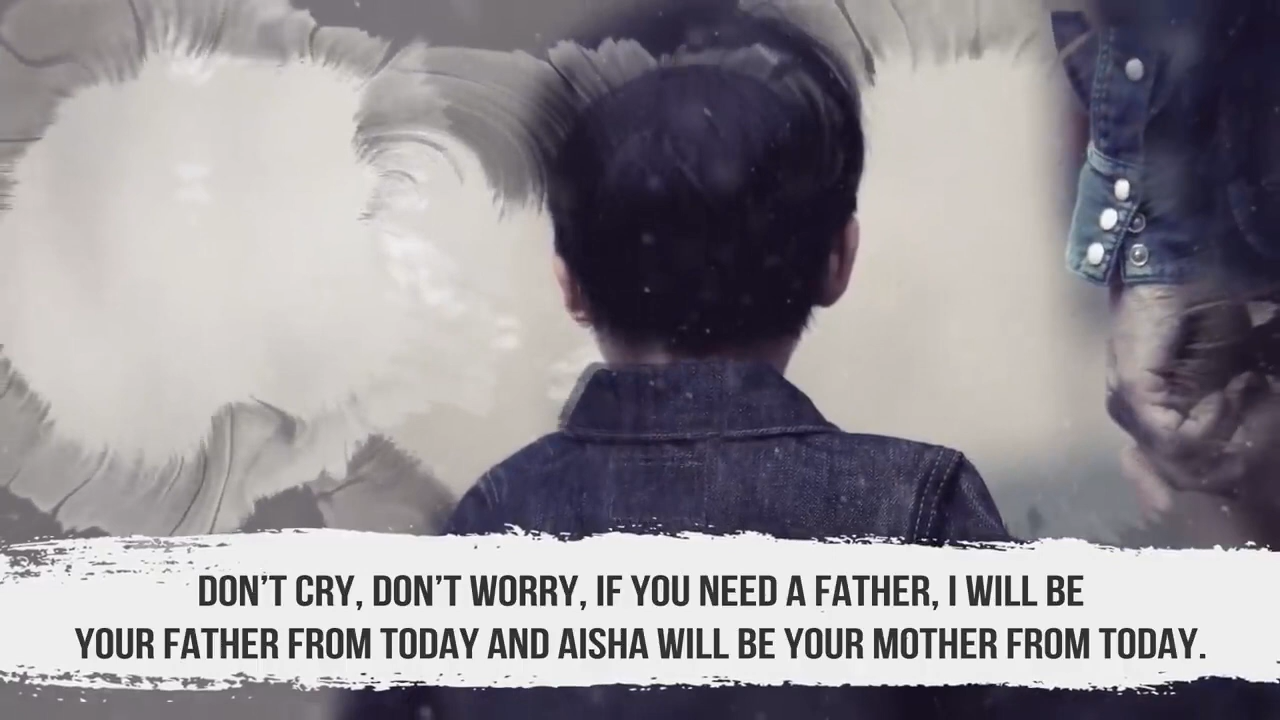 DON'T CRY, DON'T WORRY, IF YOU NEED A FATHER, I WILL BE
YOUR FATHER FROM TODAY AND AISHA WILL BE YOUR MOTHER FROM TODAY.